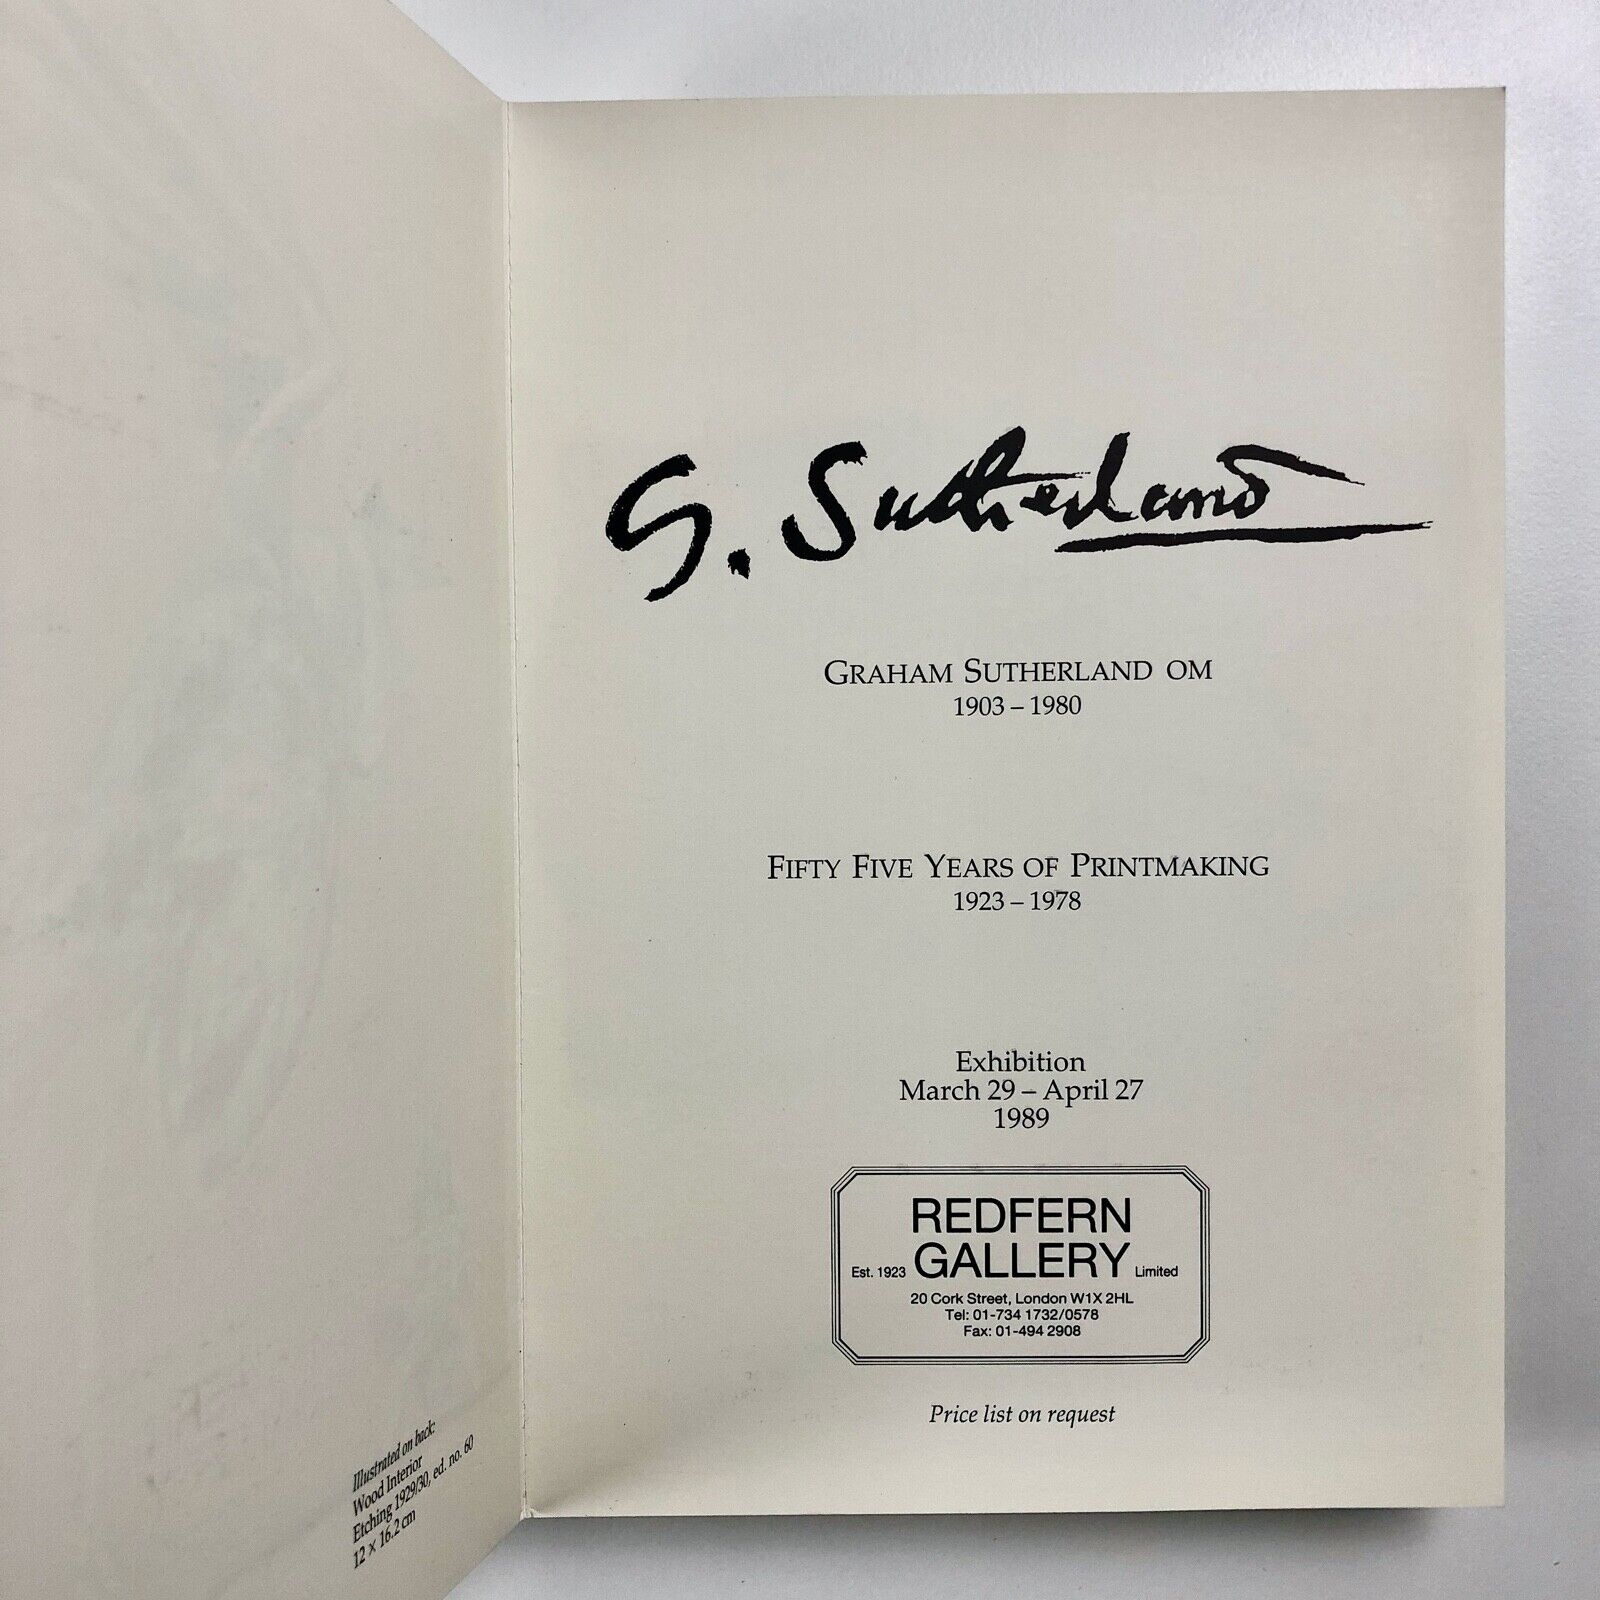 Illustrated on back:
Wood Interior
Etching 1929/30, ed. no. 60
12 × 16.2 cm
G. Sutherland
GRAHAM SUTHERLAND OM
1903 – 1980
FIFTY FIVE YEARS OF PRINTMAKING
1923 – 1978
Exhibition
March 29 – April 27
1989
REDFERN
Est. 1923 GALLERY Limited
20 Cork Street, London W1X 2HL
Tel: 01-734 1732/0578
Fax: 01-494 2908
Price list on request